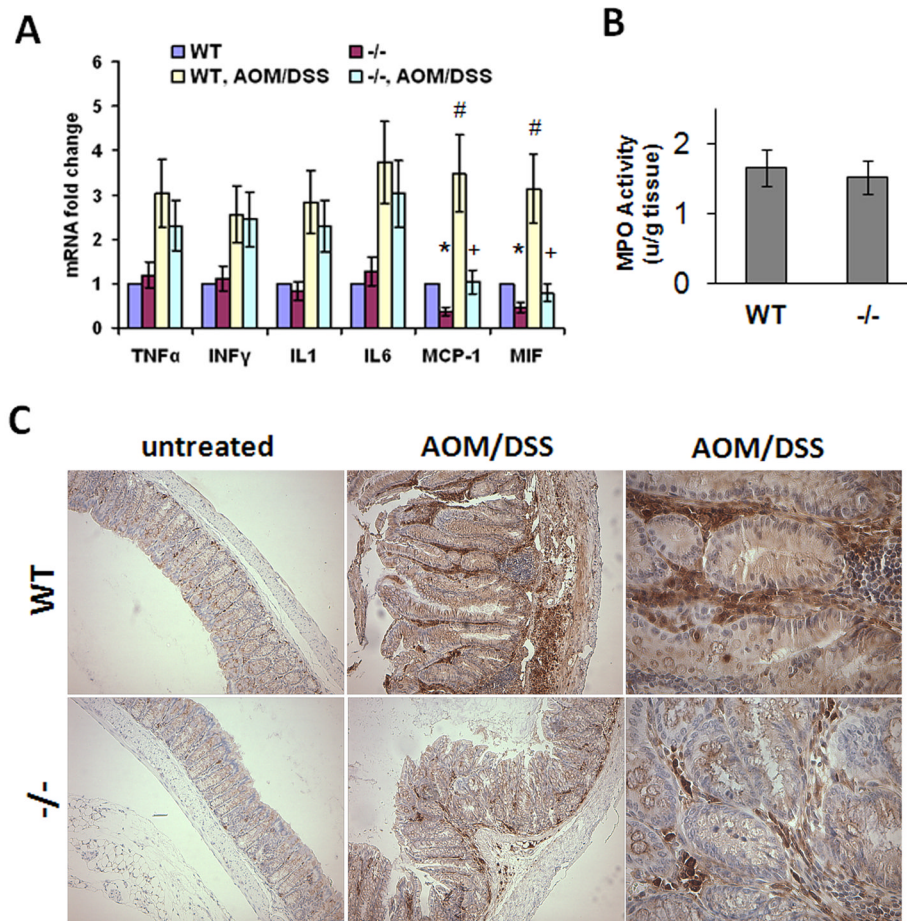 A
WT
-/-
WT, AOM/DSS
-/-, AOM/DSS
mRNA fold change
6
5
4
3
2
1
0
#
#
*
+
*
+
TNFα
INFγ
IL1
IL6
MCP-1
MIF
B
MPO Activity
(u/g tissue)
2
1
0
WT
-/-
C
untreated
AOM/DSS
AOM/DSS
WT
-/-